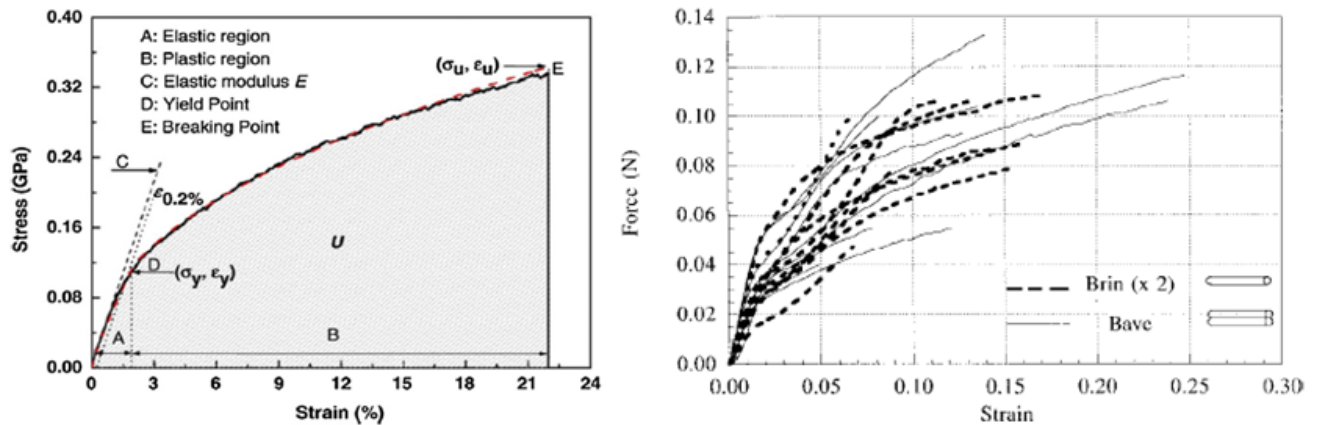 0.40
0.32
0.24
0.16
0.08
0.00
Stress (GPa)
A: Elastic region
B: Plastic region
C: Elastic modulus E
D: Yield Point
E: Breaking Point
(σu, εu)
E
C
ε0.2%
U
D
(σy, εy)
A
B
0 3 6 9 12 15 18 21 24
Strain (%)
0.14
0.12
0.10
0.08
0.06
0.04
0.02
0.00
Force (N)
Brin (x 2)
Bave
0.00 0.05 0.10 0.15 0.20 0.25 0.30
Strain